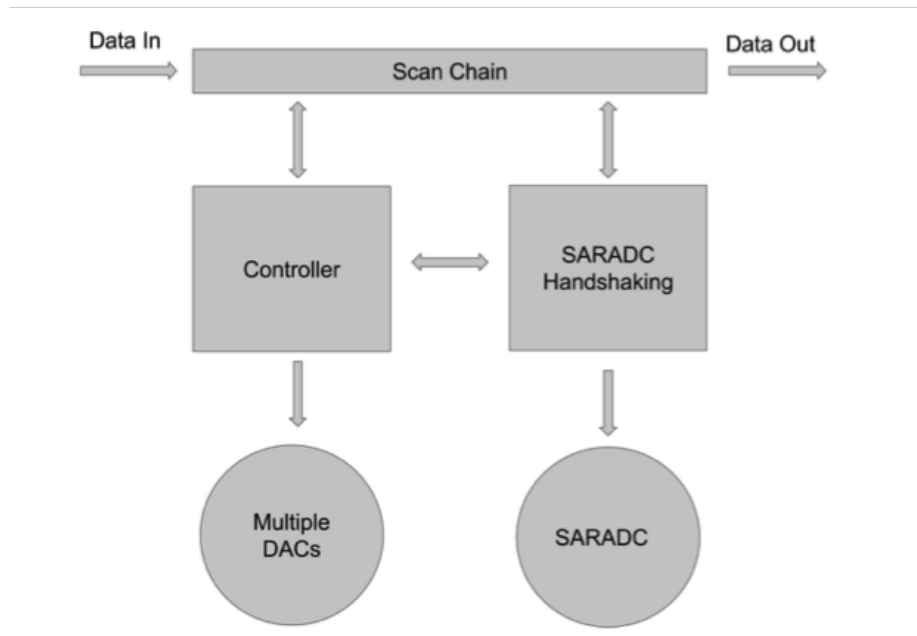 Data In
Data Out
Scan Chain
Controller
SARADC
Handshaking
Multiple
DACs
SARADC